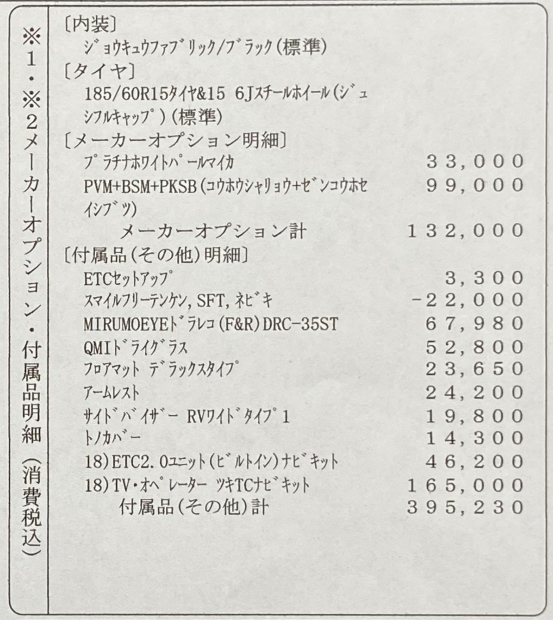 ※1・※2メーカーオプション・付属品明細(消費税込)
〔内装〕
ｼﾞｮｳｷｭｳﾌｧﾌﾞﾘｯｸ/ﾌﾞﾗｯｸ(標準)
〔タイヤ〕
185/60R15ﾀｲﾔ&15 6Jｽﾁｰﾙﾎｲｰﾙ(ｼﾞｭ
ｼﾌﾙｷｬｯﾌﾟ)(標準)
〔メーカーオプション明細〕
ﾌﾟﾗﾁﾅﾎﾜｲﾄﾊﾟｰﾙﾏｲｶ 33,000
PVM+BSM+PKSB(ｺｳﾎｳｼｬﾘｮｳ+ｾﾞﾝｺｳﾎｳｾ 99,000
ｲｼﾌﾞﾂ)
メーカーオプション計 132,000
〔付属品(その他)明細〕
ETCｾｯﾄｱｯﾌﾟ 3,300
ｽﾏｲﾙﾌﾘｰﾃﾝｹﾝ,SFT,ﾈﾋﾞｷ -22,000
MIRUMOEYEﾄﾞﾗﾚｺ(F&R)DRC-35ST 67,980
QMIﾄﾞﾗｲｸﾞﾗｽ 52,800
ﾌﾛｱﾏｯﾄ ﾃﾞﾗｯｸｽﾀｲﾌﾟ 23,650
ｱｰﾑﾚｽﾄ 24,200
ｻｲﾄﾞﾊﾞｲｻﾞｰ RVﾜｲﾄﾞﾀｲﾌﾟ1 19,800
ﾄﾉｶﾊﾞｰ 14,300
18)ETC2.0ﾕﾆｯﾄ(ﾋﾞﾙﾄｲﾝ)ﾅﾋﾞｷｯﾄ 46,200
18)TV･ｵﾍﾟﾚｰﾀｰ ﾂｷTCﾅﾋﾞｷｯﾄ 165,000
付属品(その他)計 395,230